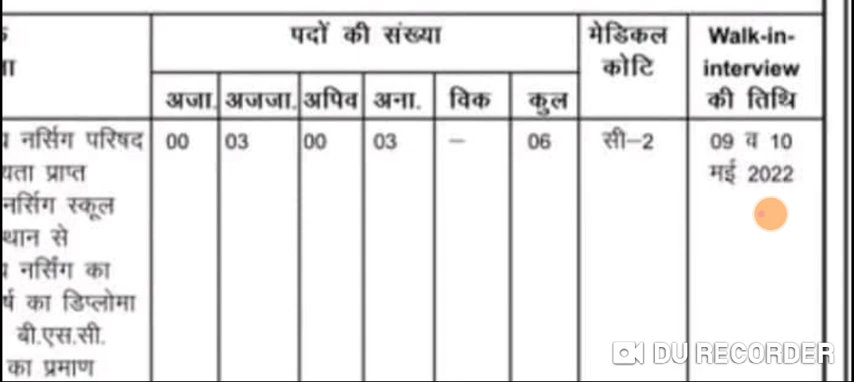 पदों की संख्या
मेडिकल
कोटि
Walk-in-
interview
की तिथि
अजा. अजजा. अपिव अना. विक कुल
नर्सिंग परिषद 00 03 00 03 – 06 सी–2 09 व 10
यता प्राप्त मई 2022
नर्सिंग स्कूल
थान से
नर्सिंग का
र्ष का डिप्लोमा
बी.एस.सी.
का प्रमाण
DU RECORDER